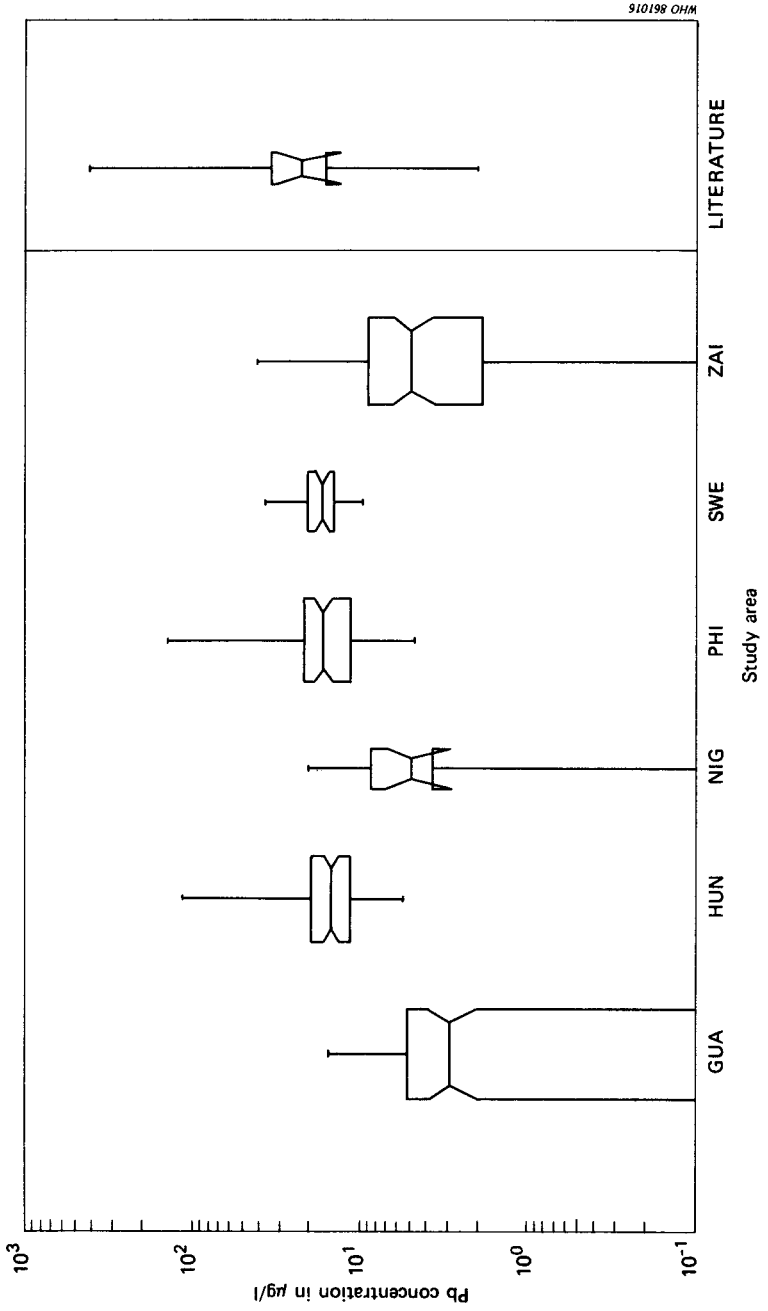 Pb concentration in µg/l
10³
10²
10¹
10⁰
10⁻¹
GUA
HUN
NIG
PHI
SWE
ZAI
LITERATURE
Study area
WHO 861016